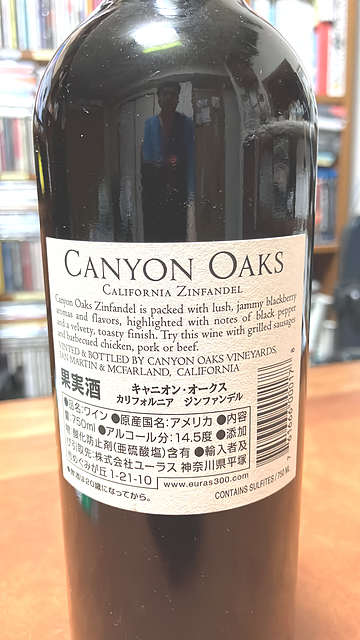 CANYON OAKS
CALIFORNIA ZINFANDEL
Canyon Oaks Zinfandel is packed with lush, jammy blackberry
aromas and flavors, highlighted with notes of black pepper
and a velvety, toasty finish. Try this wine with grilled sausages
and barbecued chicken, pork or beef.
VINTED & BOTTLED BY CANYON OAKS VINEYARDS,
SAN MARTIN & MCFARLAND, CALIFORNIA
果実酒
キャニオン・オークス
カリフォルニア ジンファンデル
●品名:ワイン ●原産国名:アメリカ ●内容
量:750ml ●アルコール分:14.5度 ●添加
物:酸化防止剤(亜硫酸塩)含有 ●輸入者及
び引取先:株式会社ユーラス 神奈川県平塚
市めぐみが丘 1-21-10
www.euras300.com
●飲酒は20歳になってから。
CONTAINS SULFITES / 750 ML